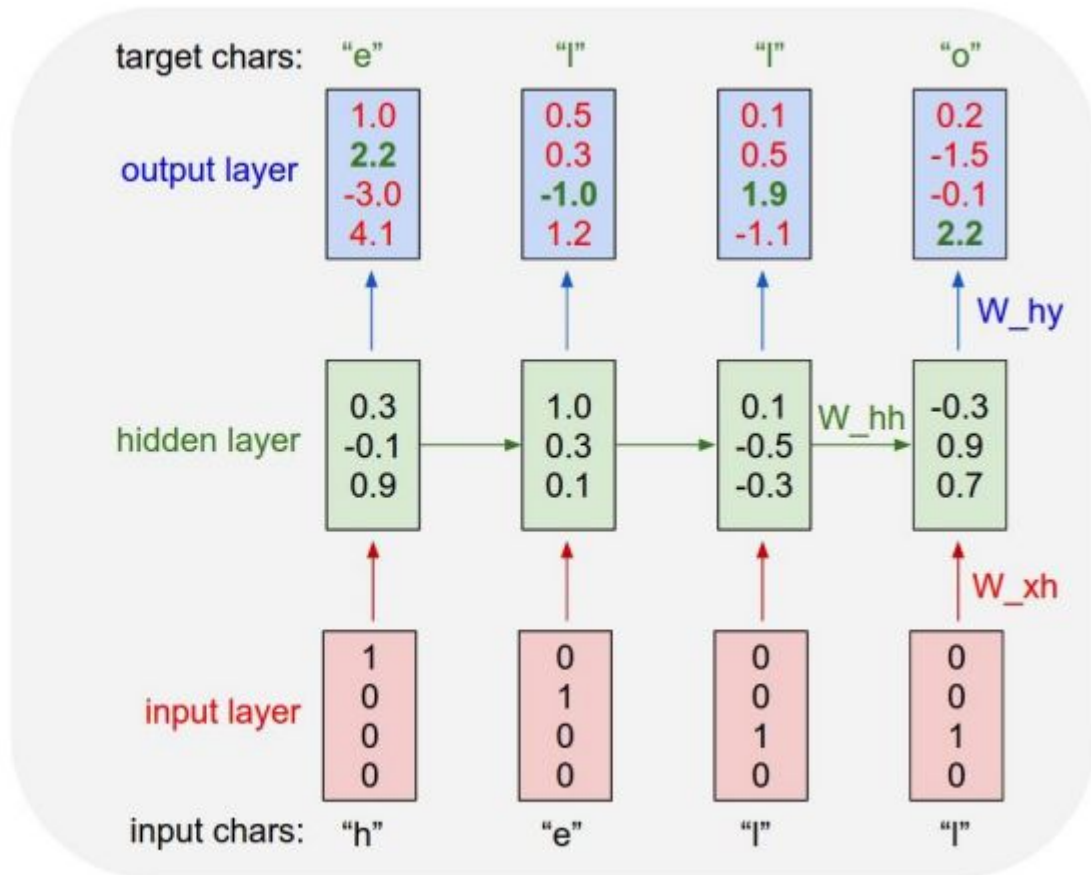 target chars: “e” “l” “l” “o”
output layer
1.0 0.5 0.1 0.2
2.2 0.3 0.5 -1.5
-3.0 -1.0 1.9 -0.1
4.1 1.2 -1.1 2.2
W_hy
hidden layer
0.3 1.0 0.1 W_hh -0.3
-0.1 0.3 -0.5 0.9
0.9 0.1 -0.3 0.7
W_xh
input layer
1 0 0 0
0 1 0 0
0 0 1 1
0 0 0 0
input chars: “h” “e” “l” “l”